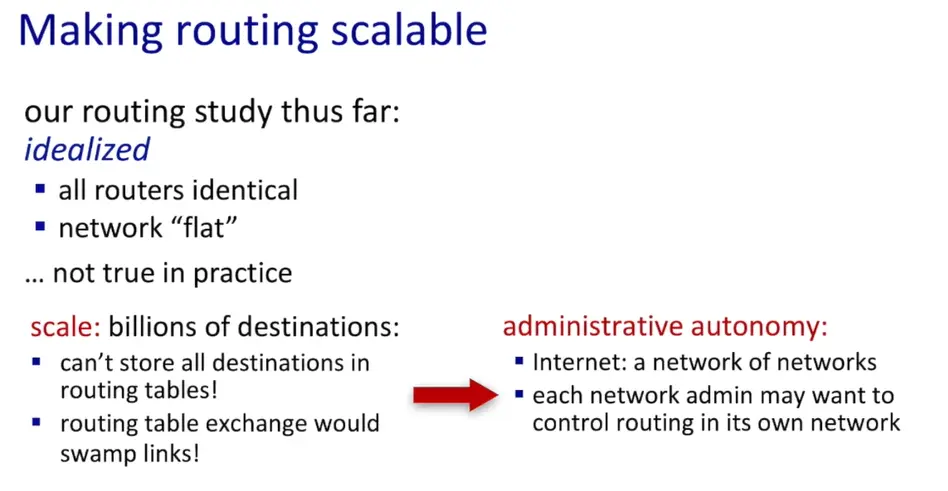 Making routing scalable
our routing study thus far:
idealized
▪ all routers identical
▪ network “flat”
… not true in practice
scale: billions of destinations:
▪ can’t store all destinations in
routing tables!
▪ routing table exchange would
swamp links!
administrative autonomy:
▪ Internet: a network of networks
▪ each network admin may want to
control routing in its own network